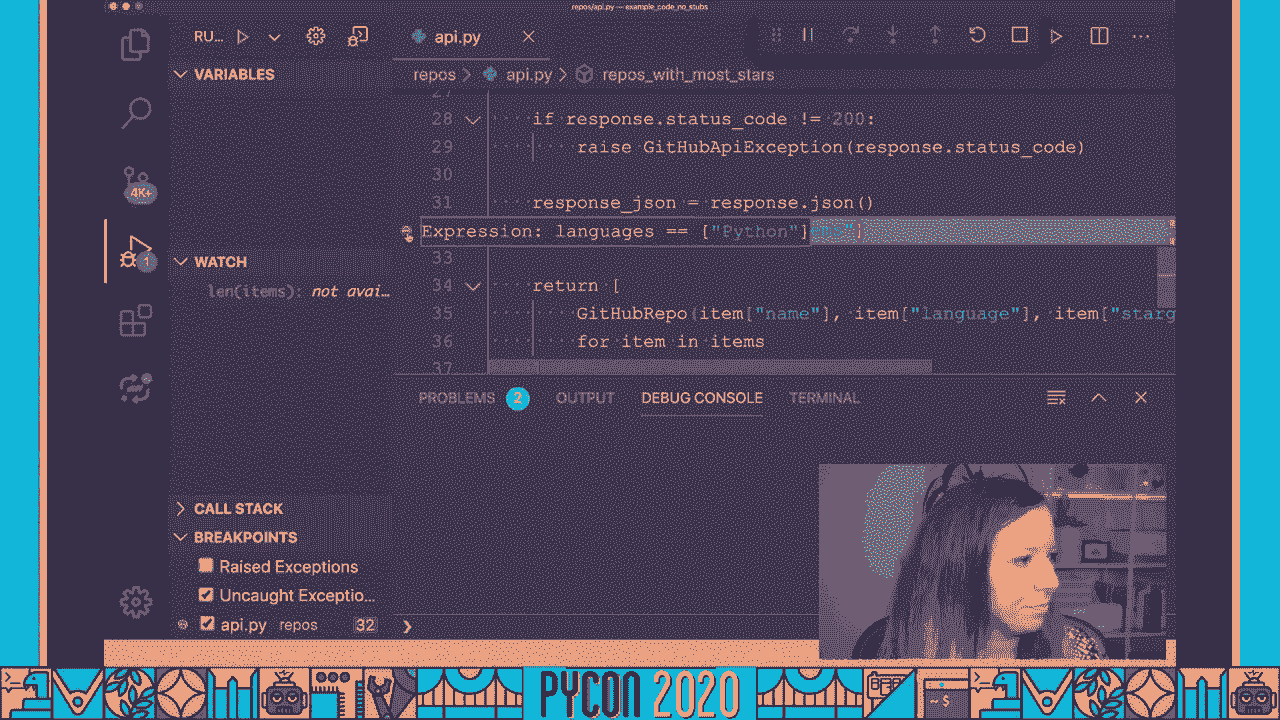 repos/api.py — example_code_no_stubs
RU...
api.py
repos > api.py > repos_with_most_stars
VARIABLES
27
28 if response.status_code != 200:
29 raise GitHubApiException(response.status_code)
30
31 response_json = response.json()
Expression: languages == ["Python"]
33
34 return [
35 GitHubRepo(item["name"], item["language"], item["starg
36 for item in items
37
4K+
1
WATCH
len(items): not avai...
PROBLEMS 2 OUTPUT DEBUG CONSOLE TERMINAL
CALL STACK
BREAKPOINTS
Raised Exceptions
Uncaught Exceptio...
api.py repos 32
PYCON 2020